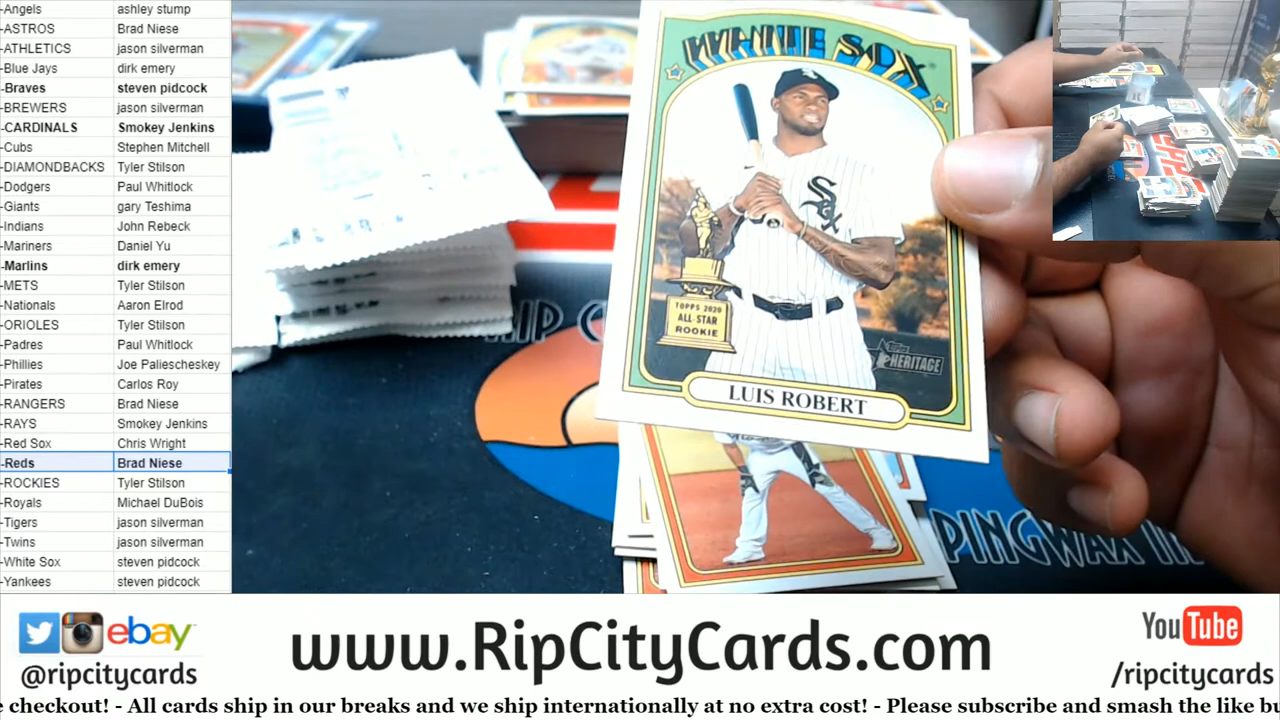 -Angels ashley stump
-ASTROS Brad Niese
-ATHLETICS jason silverman
-Blue Jays dirk emery
-Braves steven pidcock
-BREWERS jason silverman
-CARDINALS Smokey Jenkins
-Cubs Stephen Mitchell
-DIAMONDBACKS Tyler Stilson
-Dodgers Paul Whitlock
-Giants gary Teshima
-Indians John Rebeck
-Mariners Daniel Yu
-Marlins dirk emery
-METS Tyler Stilson
-Nationals Aaron Elrod
-ORIOLES Tyler Stilson
-Padres Paul Whitlock
-Phillies Joe Paliescheskey
-Pirates Carlos Roy
-RANGERS Brad Niese
-RAYS Smokey Jenkins
-Red Sox Chris Wright
-Reds Brad Niese
-ROCKIES Tyler Stilson
-Royals Michael DuBois
-Tigers jason silverman
-Twins jason silverman
-White Sox steven pidcock
-Yankees steven pidcock
WHITE SOX
Sox
TOPPS 2020
ALL-STAR
ROOKIE
Topps
HERITAGE
LUIS ROBERT
RIP C
PINGWAX
ebay
@ripcitycards
www.RipCityCards.com
YouTube
/ripcitycards
checkout! - All cards ship in our breaks and we ship internationally at no extra cost! - Please subscribe and smash the like